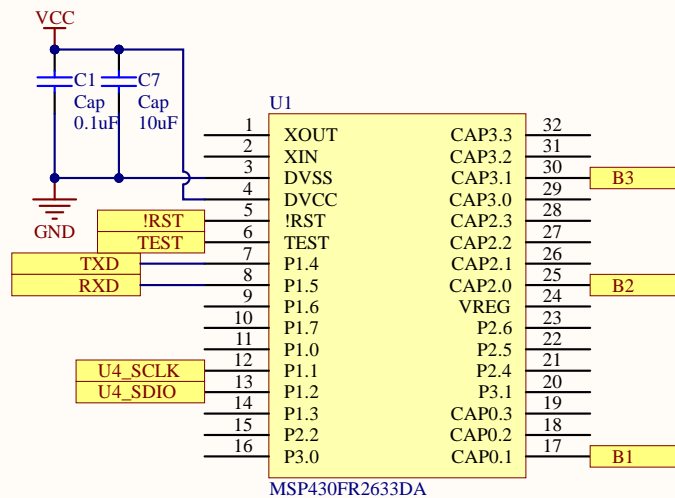 VCC
C1
Cap
0.1uF
C7
Cap
10uF
GND
U1
1 XOUT CAP3.3 32
2 XIN CAP3.2 31
3 DVSS CAP3.1 30 B3
4 DVCC CAP3.0 29
!RST 5 !RST CAP2.3 28
TEST 6 TEST CAP2.2 27
TXD 7 P1.4 CAP2.1 26
RXD 8 P1.5 CAP2.0 25 B2
9 P1.6 VREG 24
10 P1.7 P2.6 23
11 P1.0 P2.5 22
U4_SCLK 12 P1.1 P2.4 21
U4_SDIO 13 P1.2 P3.1 20
14 P1.3 CAP0.3 19
15 P2.2 CAP0.2 18
16 P3.0 CAP0.1 17 B1
MSP430FR2633DA